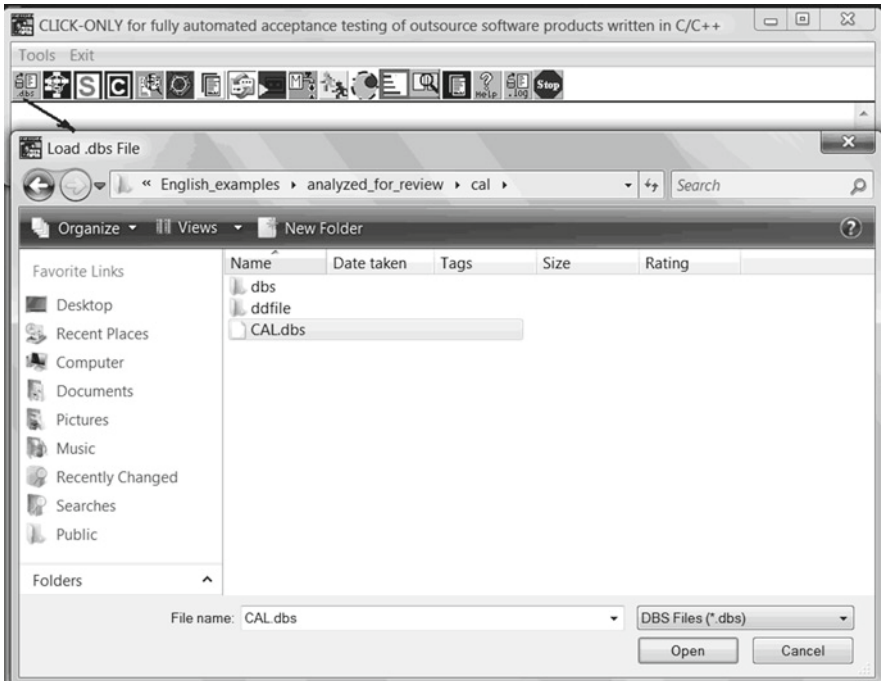 CLICK-ONLY for fully automated acceptance testing of outsource software products written in C/C++
Tools Exit
.dbs S C Help .log Stop
Load .dbs File
« English_examples ▸ analyzed_for_review ▸ cal ▸ Search
Organize Views New Folder ?
Favorite Links
Name Date taken Tags Size Rating
dbs
ddfile
CAL.dbs
Desktop
Recent Places
Computer
Documents
Pictures
Music
Recently Changed
Searches
Public
Folders
File name: CAL.dbs DBS Files (*.dbs)
Open Cancel